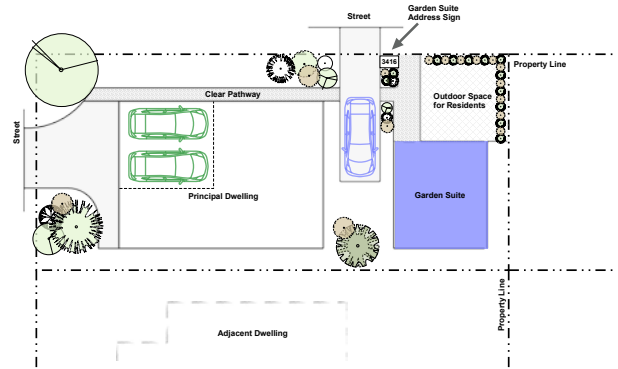 Street
Garden Suite
Address Sign
3416
Property Line
Clear Pathway
Outdoor Space
for Residents
Street
Principal Dwelling
Garden Suite
Property Line
Adjacent Dwelling